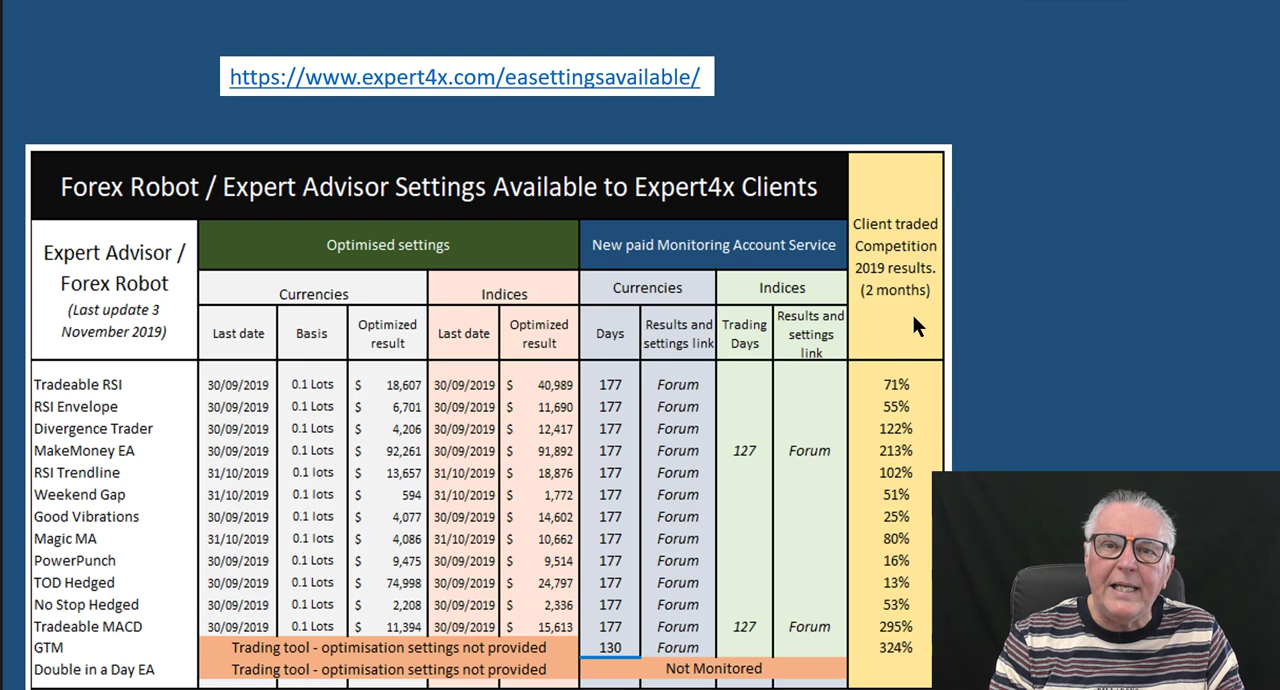 https://www.expert4x.com/easettingsavailable/
Forex Robot / Expert Advisor Settings Available to Expert4x Clients
Client traded
Competition
2019 results.
(2 months)
Expert Advisor /
Forex Robot
(Last update 3
November 2019)
Optimised settings
New paid Monitoring Account Service
Currencies
Indices
Currencies
Indices
Last date
Basis
Optimized
result
Last date
Optimized
result
Days
Results and
settings link
Trading
Days
Results and
settings
link
Tradeable RSI 30/09/2019 0.1 Lots $ 18,607 30/09/2019 $ 40,989 177 Forum 71%
RSI Envelope 30/09/2019 0.1 Lots $ 6,701 30/09/2019 $ 11,690 177 Forum 55%
Divergence Trader 30/09/2019 0.1 Lots $ 4,206 30/09/2019 $ 12,417 177 Forum 122%
MakeMoney EA 30/09/2019 0.1 Lots $ 92,261 30/09/2019 $ 91,892 177 Forum 127 Forum 213%
RSI Trendline 31/10/2019 0.1 lots $ 13,657 31/10/2019 $ 18,876 177 Forum 102%
Weekend Gap 31/10/2019 0.1 lots $ 594 31/10/2019 $ 1,772 177 Forum 51%
Good Vibrations 30/09/2019 0.1 lots $ 4,077 30/09/2019 $ 14,602 177 Forum 25%
Magic MA 31/10/2019 0.1 lots $ 4,086 31/10/2019 $ 10,662 177 Forum 80%
PowerPunch 30/09/2019 0.1 Lots $ 9,475 30/09/2019 $ 9,514 177 Forum 16%
TOD Hedged 30/09/2019 0.1 Lots $ 74,998 30/09/2019 $ 24,797 177 Forum 13%
No Stop Hedged 30/09/2019 0.1 Lots $ 2,208 30/09/2019 $ 2,336 177 Forum 53%
Tradeable MACD 30/09/2019 0.1 Lots $ 11,394 30/09/2019 $ 15,613 177 Forum 127 Forum 295%
GTM Trading tool - optimisation settings not provided 130 Forum 324%
Double in a Day EA Trading tool - optimisation settings not provided Not Monitored